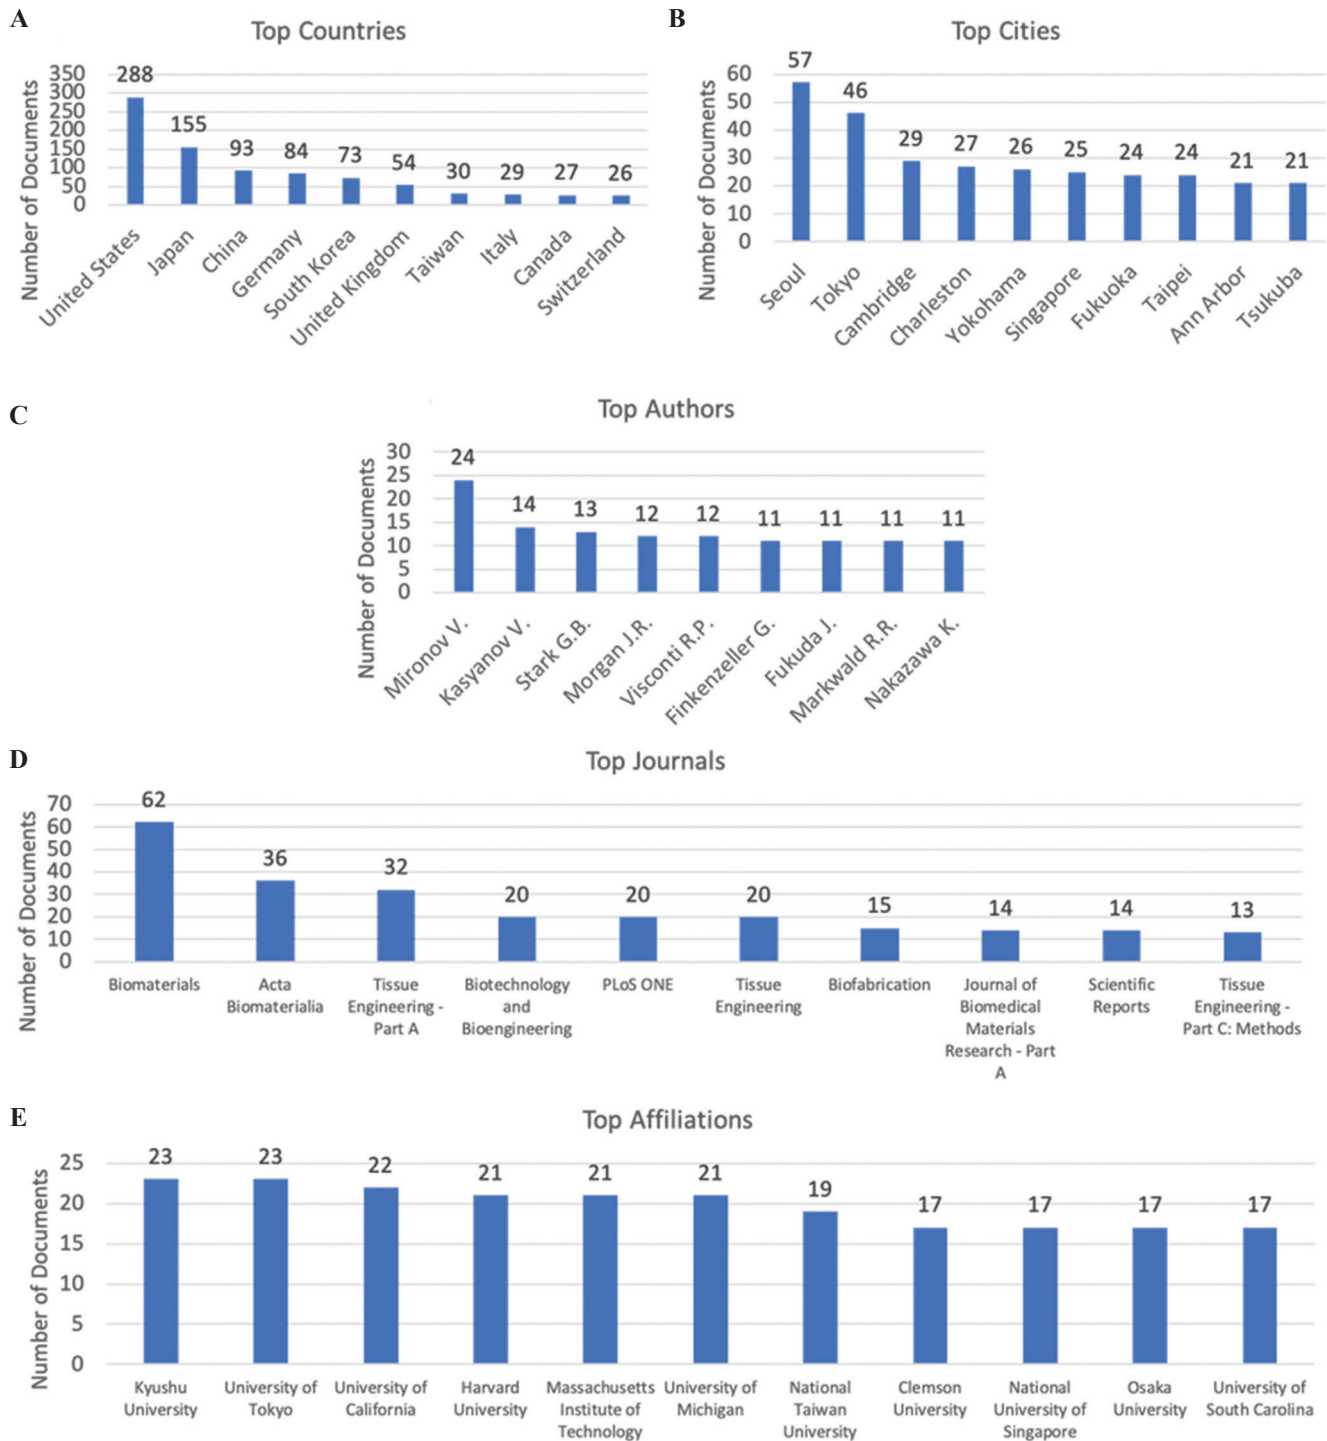 A
Top Countries
Number of Documents
350
300
250
200
150
100
50
0
288
155
93
84
73
54
30
29
27
26
United States
Japan
China
Germany
South Korea
United Kingdom
Taiwan
Italy
Canada
Switzerland
B
Top Cities
Number of Documents
60
50
40
30
20
10
0
57
46
29
27
26
25
24
24
21
21
Seoul
Tokyo
Cambridge
Charleston
Yokohama
Singapore
Fukuoka
Taipei
Ann Arbor
Tsukuba
C
Top Authors
Number of Documents
30
25
20
15
10
5
0
24
14
13
12
12
11
11
11
11
Mironov V.
Kasyanov V.
Stark G.B.
Morgan J.R.
Visconti R.P.
Finkenzeller G.
Fukuda J.
Markwald R.R.
Nakazawa K.
D
Top Journals
Number of Documents
70
60
50
40
30
20
10
0
62
36
32
20
20
20
15
14
14
13
Biomaterials
Acta
Biomaterialia
Tissue
Engineering -
Part A
Biotechnology
and
Bioengineering
PLoS ONE
Tissue
Engineering
Biofabrication
Journal of
Biomedical
Materials
Research - Part
A
Scientific
Reports
Tissue
Engineering -
Part C: Methods
E
Top Affiliations
Number of Documents
25
20
15
10
5
0
23
23
22
21
21
21
19
17
17
17
17
Kyushu
University
University of
Tokyo
University of
California
Harvard
University
Massachusetts
Institute of
Technology
University of
Michigan
National
Taiwan
University
Clemson
University
National
University of
Singapore
Osaka
University
University of
South Carolina